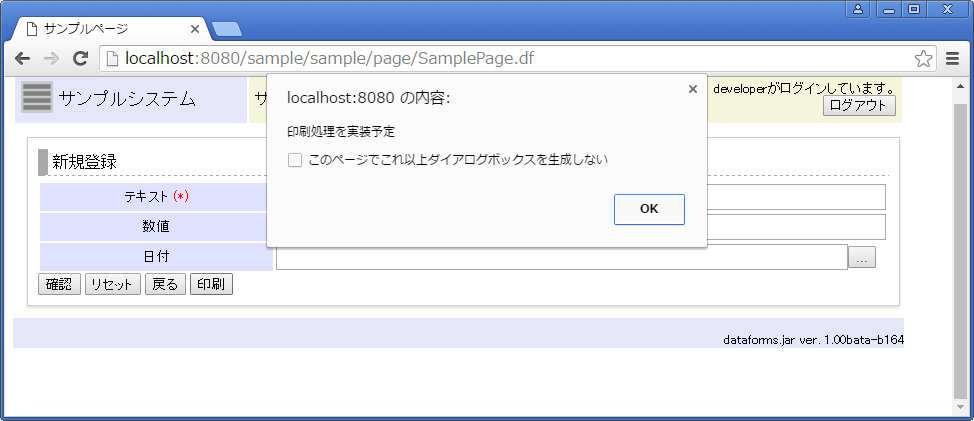 サンプルページ
localhost:8080/sample/sample/page/SamplePage.df
サンプルシステム
サ
developerがログインしています。
ログアウト
localhost:8080 の内容:
印刷処理を実装予定
このページでこれ以上ダイアログボックスを生成しない
OK
新規登録
テキスト (*)
数値
日付
...
確認 リセット 戻る 印刷
dataforms.jar ver. 1.00bata-b164